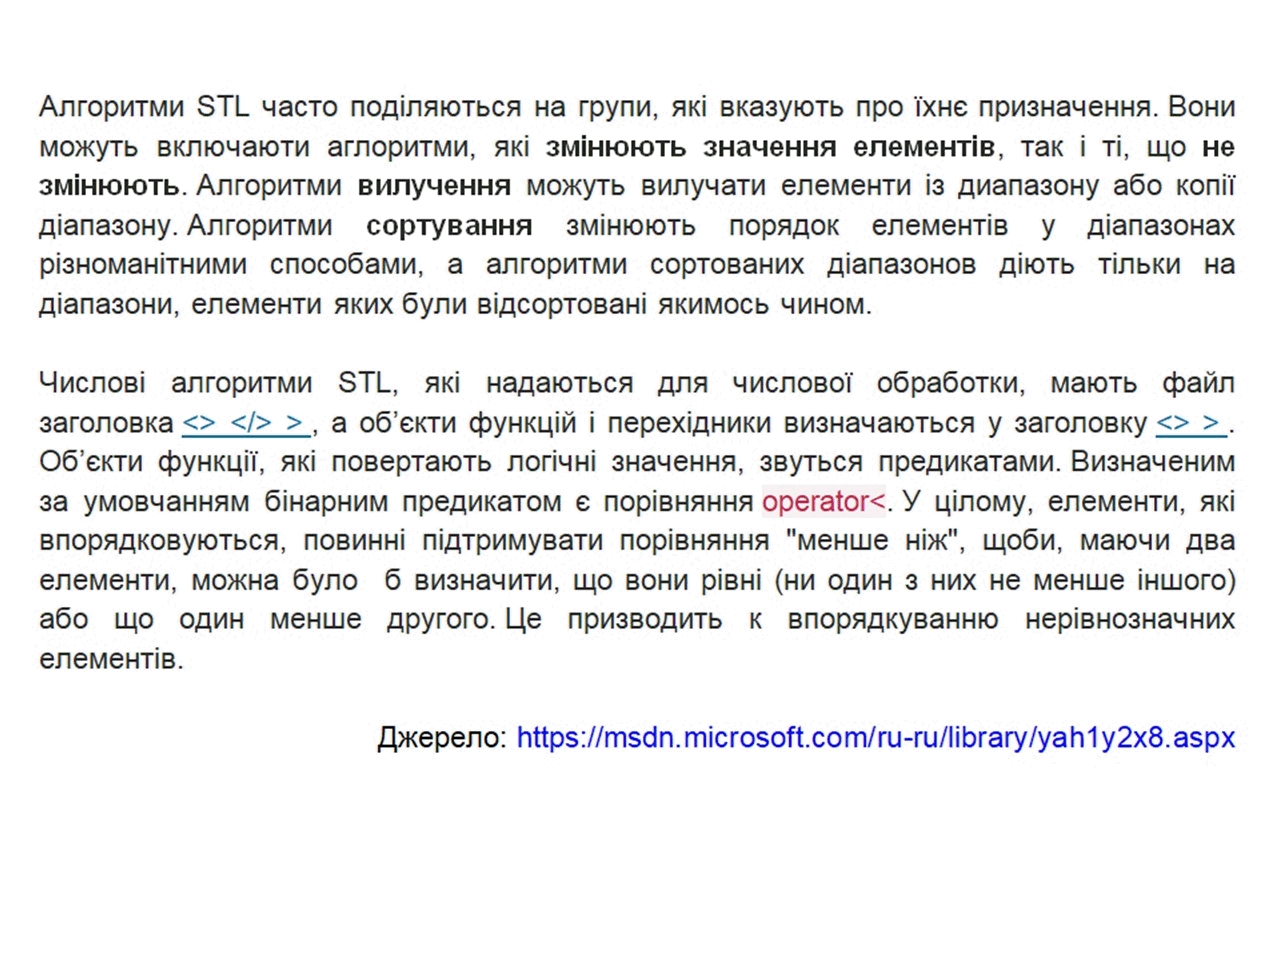 Алгоритми STL часто поділяються на групи, які вказують про їхнє призначення. Вони
можуть включаюти аглоритми, які змінюють значення елементів, так і ті, що не
змінюють. Алгоритми вилучення можуть вилучати елементи із диапазону або копії
діапазону. Алгоритми сортування змінюють порядок елементів у діапазонах
різноманітними способами, а алгоритми сортованих діапазонов діють тільки на
діапазони, елементи яких були відсортовані якимось чином.
Числові алгоритми STL, які надаються для числової обработки, мають файл
заголовка <> </> > , а об’єкти функцій і перехідники визначаються у заголовку <> > .
Об’єкти функції, які повертають логічні значення, звуться предикатами. Визначеним
за умовчанням бінарним предикатом є порівняння operator<. У цілому, елементи, які
впорядковуються, повинні підтримувати порівняння "менше ніж", щоби, маючи два
елементи, можна було б визначити, що вони рівні (ни один з них не менше іншого)
або що один менше другого. Це призводить к впорядкуванню нерівнозначних
елементів.
Джерело: https://msdn.microsoft.com/ru-ru/library/yah1y2x8.aspx